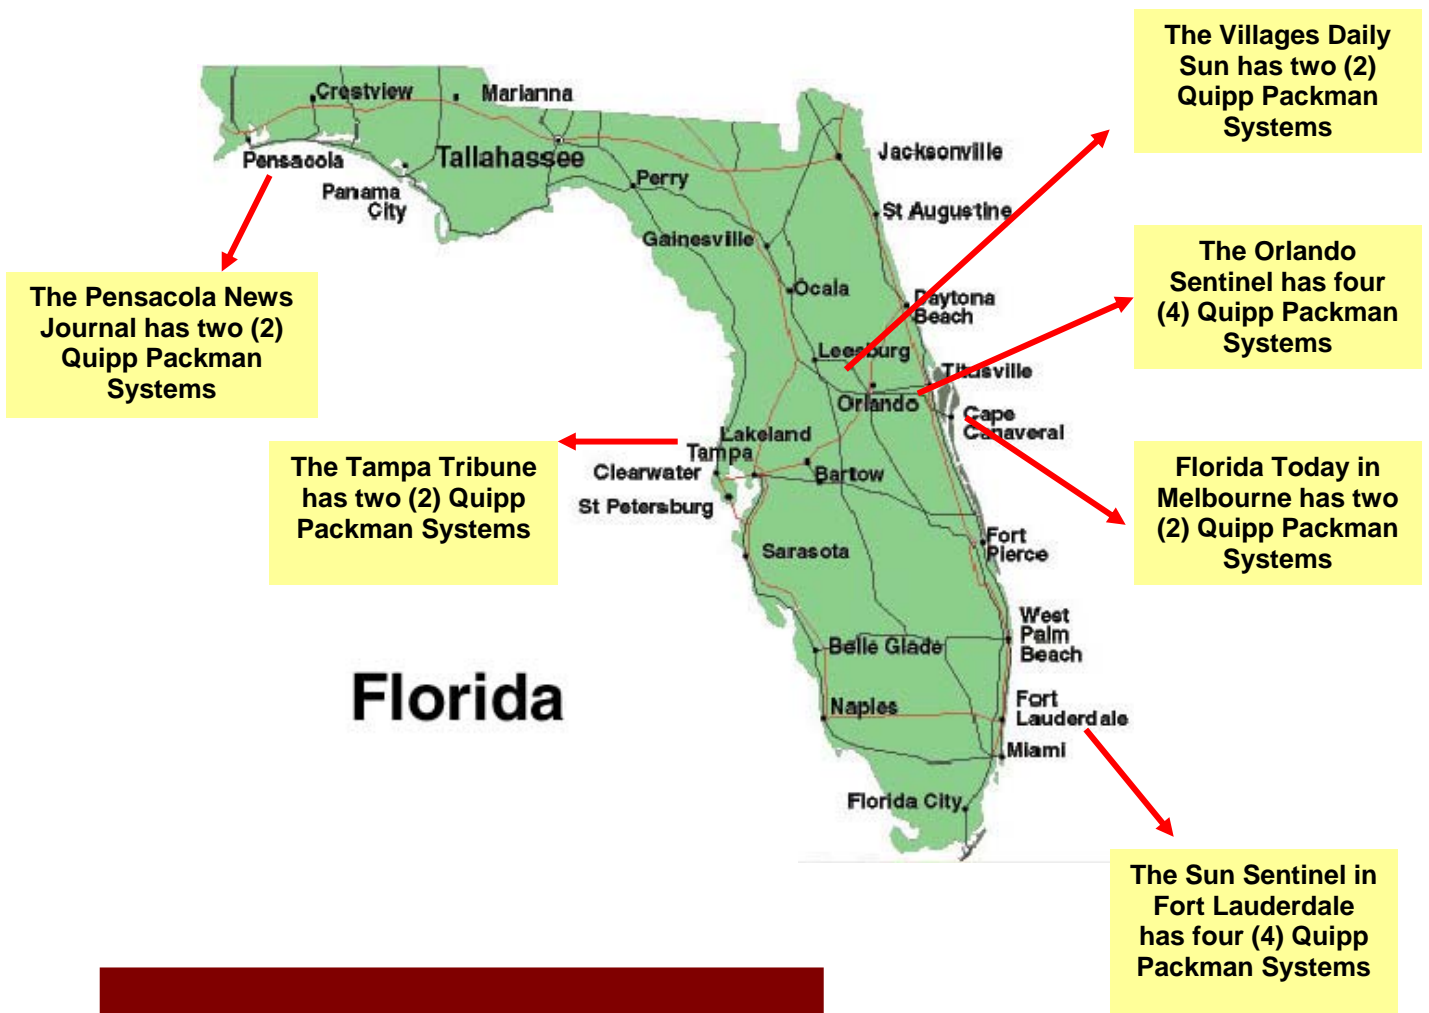 The Villages Daily
Sun has two (2)
Quipp Packman
Systems
Crestview
Marianna
Pensacola
Tallahassee
Jacksonville
Panama
City
Perry
St Augustine
Gainesville
The Orlando
Sentinel has four
(4) Quipp Packman
Systems
The Pensacola News
Journal has two (2)
Quipp Packman
Systems
Ocala
Daytona
Beach
Leesburg
Titusville
Orlando
Cape
Canaveral
Lakeland
Tampa
Clearwater
Bartow
St Petersburg
The Tampa Tribune
has two (2) Quipp
Packman Systems
Florida Today in
Melbourne has two
(2) Quipp Packman
Systems
Fort
Pierce
Sarasota
West
Palm
Beach
Belle Glade
Florida
Naples
Fort
Lauderdale
Miami
Florida City
The Sun Sentinel in
Fort Lauderdale
has four (4) Quipp
Packman Systems